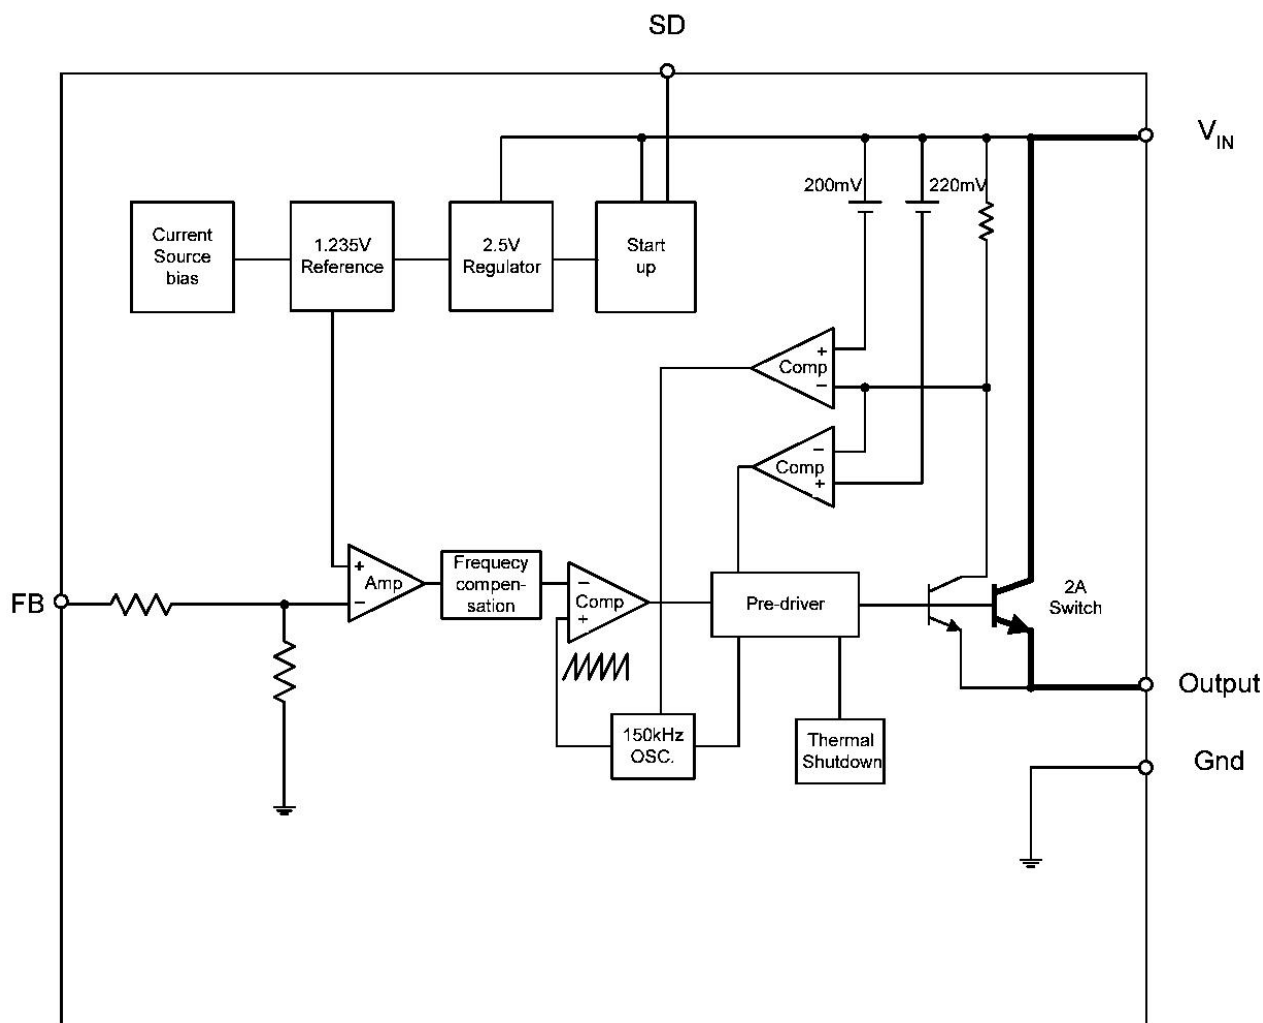 SD
V_IN
200mV
220mV
Current
Source
bias
1.235V
Reference
2.5V
Regulator
Start
up
+
Comp
−
−
Comp
+
Frequecy
compen-
sation
+
Amp
−
−
Comp
+
Pre-driver
2A
Switch
FB
Output
150kHz
OSC.
Thermal
Shutdown
Gnd